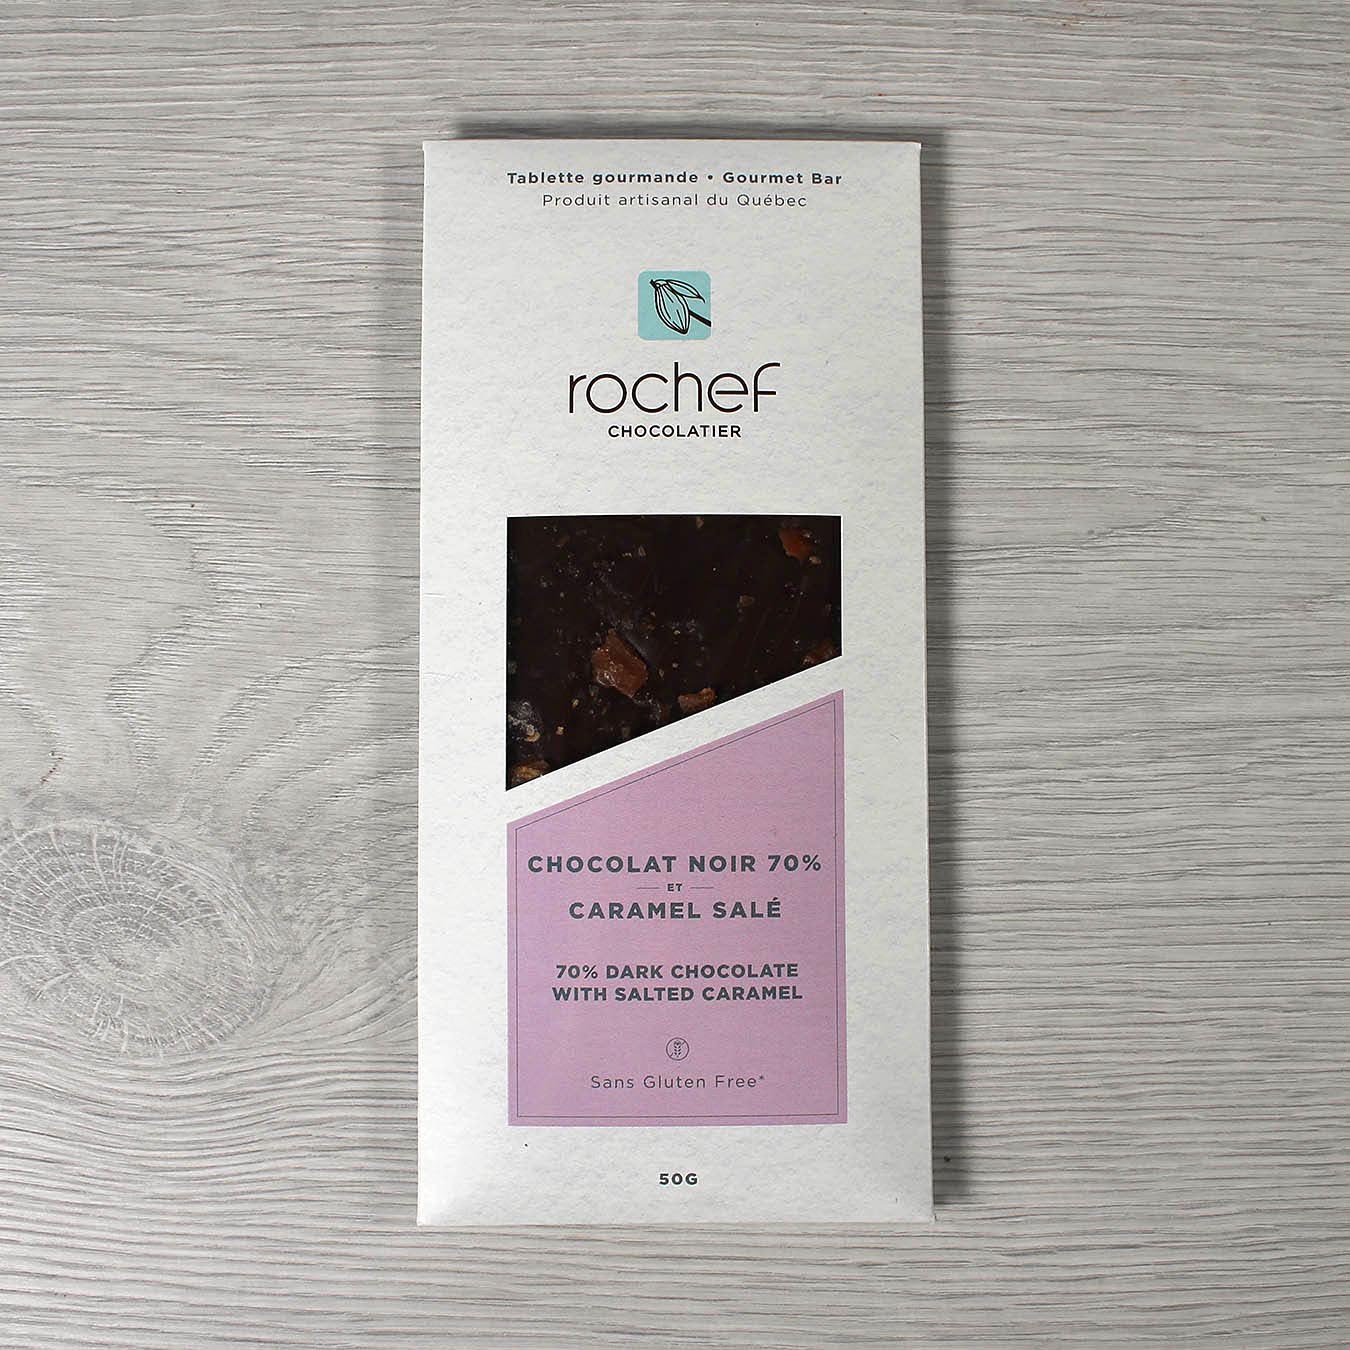 Tablette gourmande • Gourmet Bar
Produit artisanal du Québec
rochef
CHOCOLATIER
CHOCOLAT NOIR 70%
ET
CARAMEL SALÉ
70% DARK CHOCOLATE
WITH SALTED CARAMEL
Sans Gluten Free*
50G